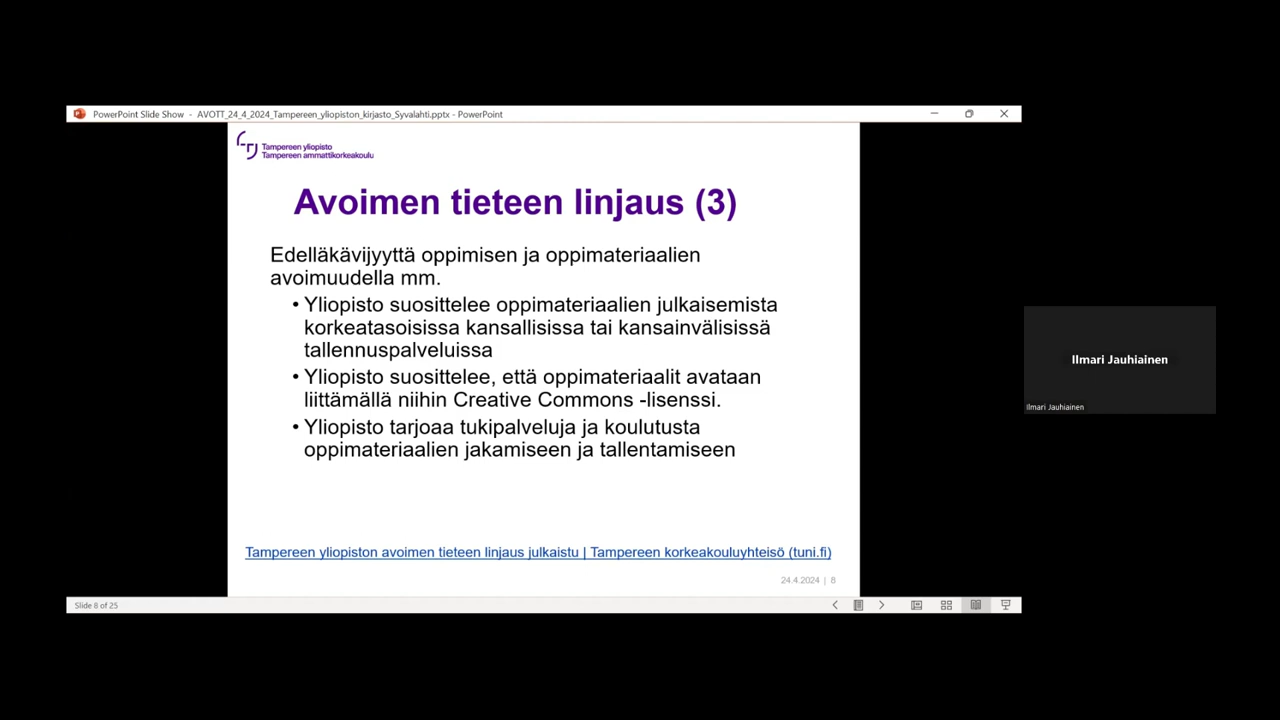 PowerPoint Slide Show - AVOTT_24_4_2024_Tampereen_yliopiston_kirjasto_Syvalahti.pptx - PowerPoint
Tampereen yliopisto
Tampereen ammattikorkeakoulu
Avoimen tieteen linjaus (3)
Edelläkävijyyttä oppimisen ja oppimateriaalien
avoimuudella mm.
• Yliopisto suosittelee oppimateriaalien julkaisemista
korkeatasoisissa kansallisissa tai kansainvälisissä
tallennuspalveluissa
• Yliopisto suosittelee, että oppimateriaalit avataan
liittämällä niihin Creative Commons -lisenssi.
• Yliopisto tarjoaa tukipalveluja ja koulutusta
oppimateriaalien jakamiseen ja tallentamiseen
Tampereen yliopiston avoimen tieteen linjaus julkaistu | Tampereen korkeakouluyhteisö (tuni.fi)
24.4.2024 | 8
Slide 8 of 25
Ilmari Jauhiainen
Ilmari Jauhiainen